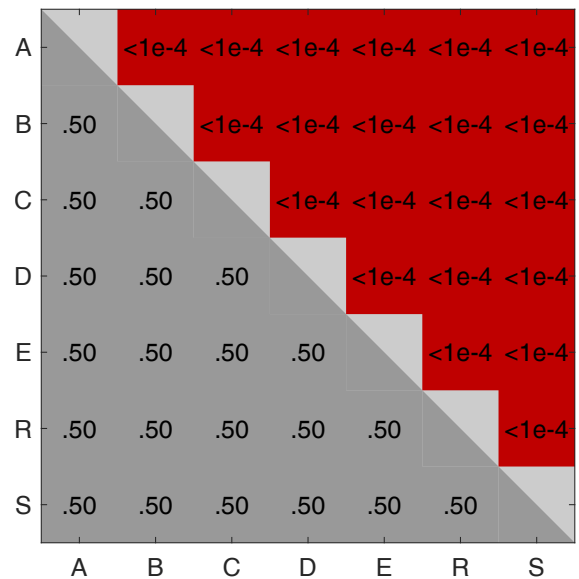 A <1e-4 <1e-4 <1e-4 <1e-4 <1e-4 <1e-4
B .50 <1e-4 <1e-4 <1e-4 <1e-4 <1e-4
C .50 .50 <1e-4 <1e-4 <1e-4 <1e-4
D .50 .50 .50 <1e-4 <1e-4 <1e-4
E .50 .50 .50 .50 <1e-4 <1e-4
R .50 .50 .50 .50 .50 <1e-4
S .50 .50 .50 .50 .50 .50
A B C D E R S